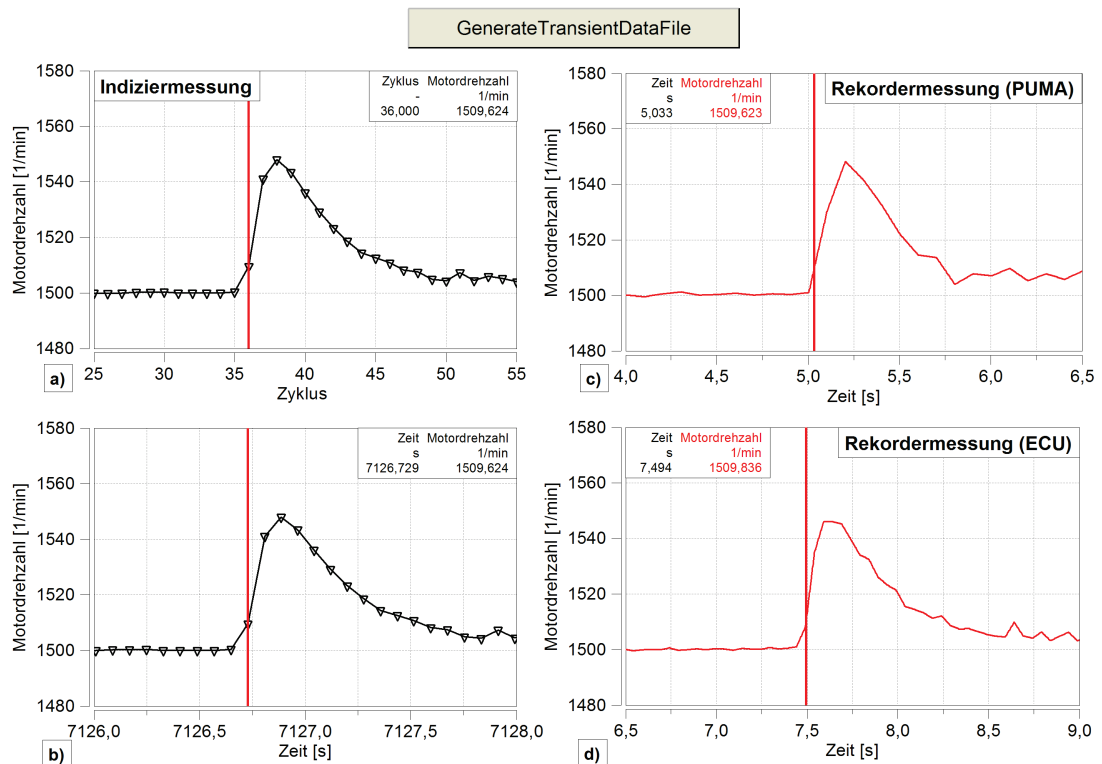 GenerateTransientDataFile
1580
1560
1540
1520
1500
1480
Motordrehzahl [1/min]
Indiziermessung
Zyklus Motordrehzahl
- 1/min
36,000 1509,624
25 30 35 40 45 50 55
Zyklus
a)
1580
1560
1540
1520
1500
1480
Motordrehzahl [1/min]
Zeit Motordrehzahl
s 1/min
5,033 1509,623
Rekordermessung (PUMA)
4,0 4,5 5,0 5,5 6,0 6,5
Zeit [s]
c)
1580
1560
1540
1520
1500
1480
Motordrehzahl [1/min]
Zeit Motordrehzahl
s 1/min
7126,729 1509,624
7126,0 7126,5 7127,0 7127,5 7128,0
Zeit [s]
b)
1580
1560
1540
1520
1500
1480
Motordrehzahl [1/min]
Zeit Motordrehzahl
s 1/min
7,494 1509,836
Rekordermessung (ECU)
6,5 7,0 7,5 8,0 8,5 9,0
Zeit [s]
d)